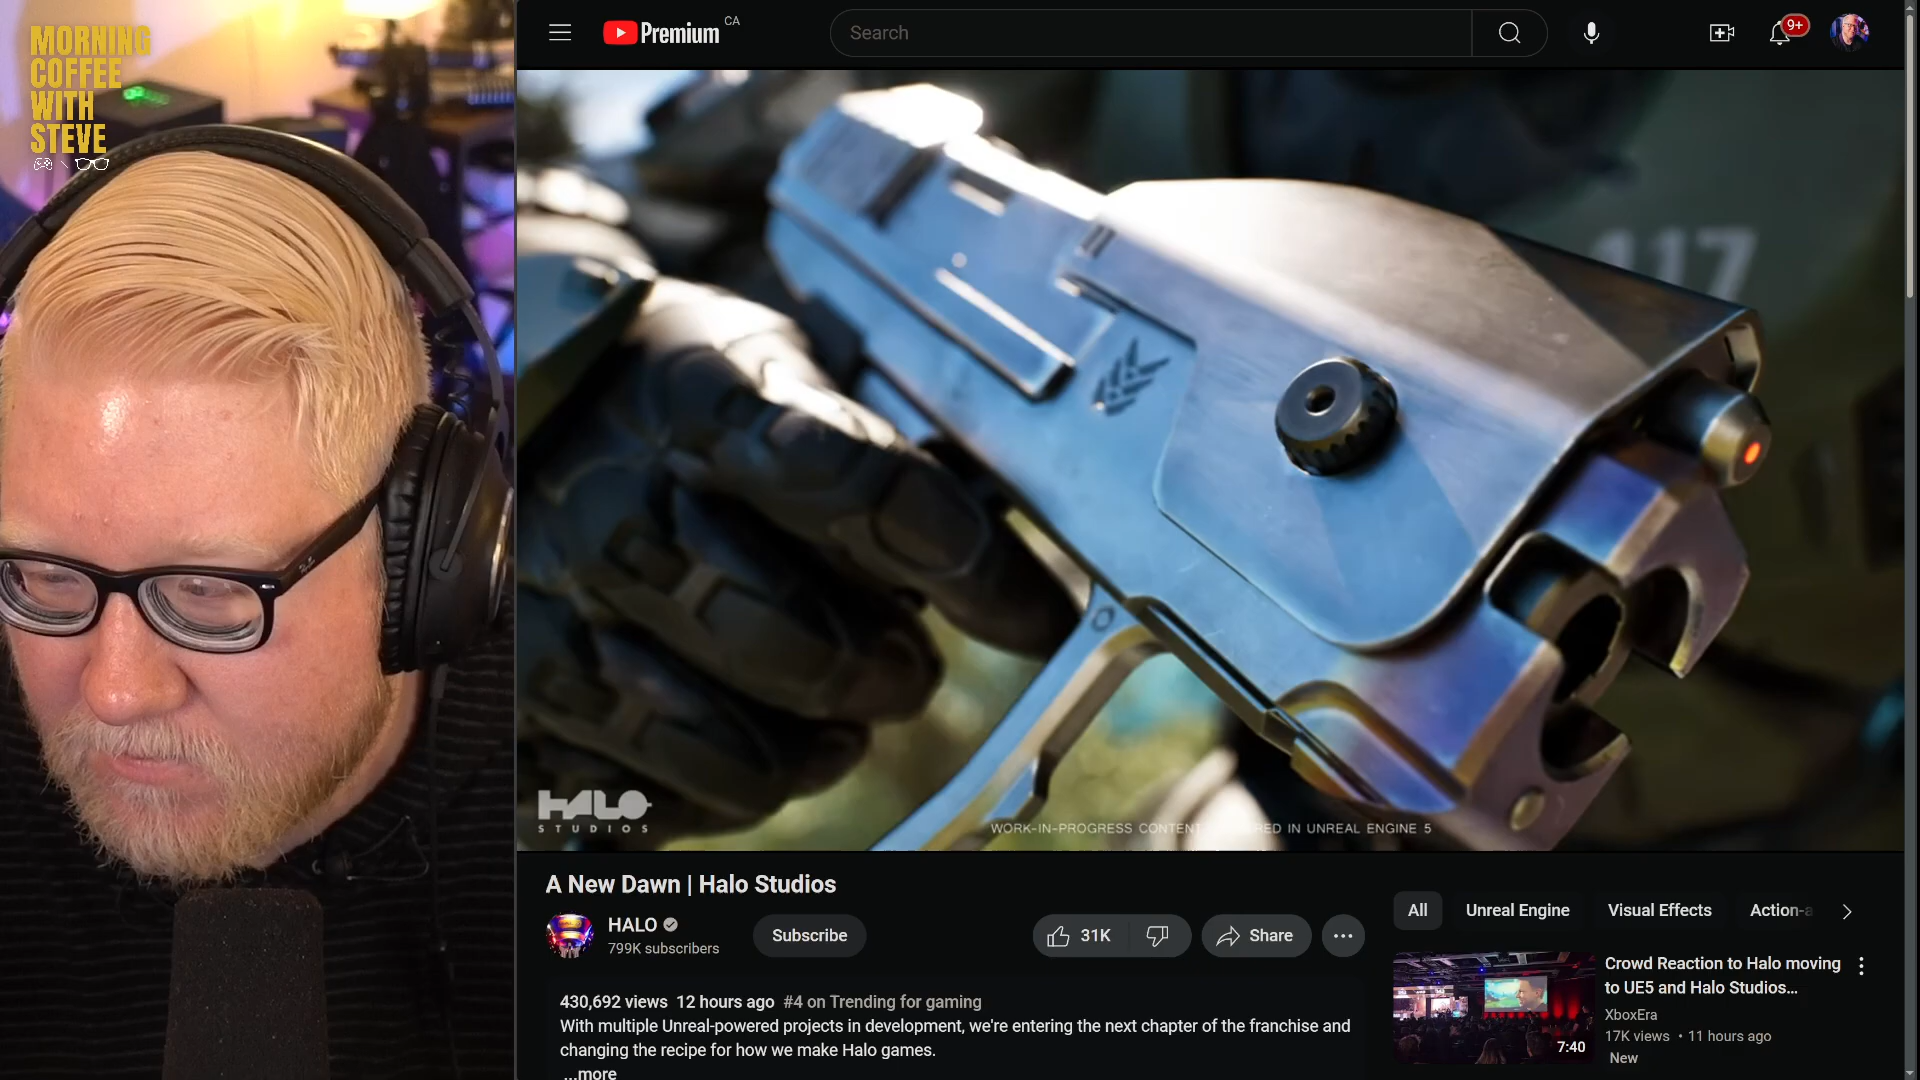 MORNING
COFFEE
WITH
STEVE
Premium CA
Search
9+
117
HALO
STUDIOS
WORK-IN-PROGRESS CONTENT RED IN UNREAL ENGINE 5
A New Dawn | Halo Studios
HALO
799K subscribers
Subscribe
31K
Share
430,692 views 12 hours ago #4 on Trending for gaming
With multiple Unreal-powered projects in development, we're entering the next chapter of the franchise and
changing the recipe for how we make Halo games.
...more
All
Unreal Engine
Visual Effects
Action-a
Crowd Reaction to Halo moving
to UE5 and Halo Studios...
XboxEra
17K views • 11 hours ago
New
7:40